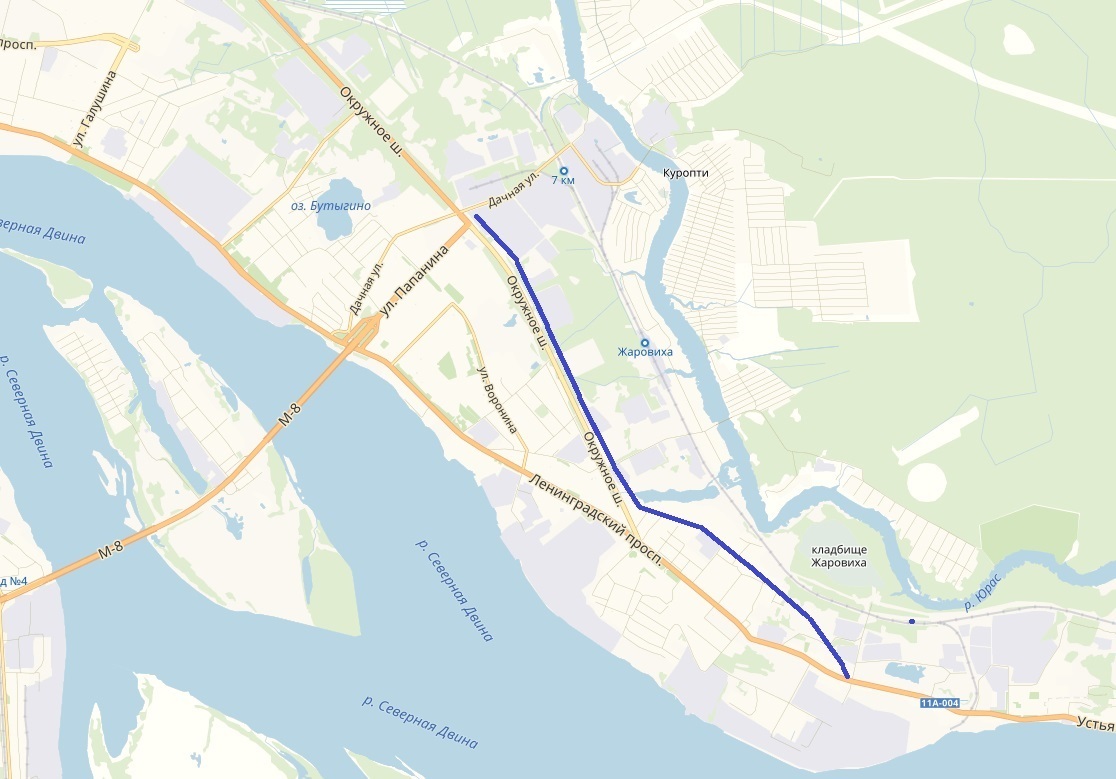 просп.
ул. Галушина
Окружное ш.
7 км
Дачная ул.
Куропти
оз. Бутыгино
Северная Двина
Дачная ул.
ул. Папанина
Окружное ш.
Жаровиха
р. Северная Двина
ул. Воронина
М-8
Окружное ш.
Ленинградский просп.
М-8
кладбище
Жаровиха
р. Северная Двина
д №4
р. Юрас
р. Северная Двина
11А-004
Устья